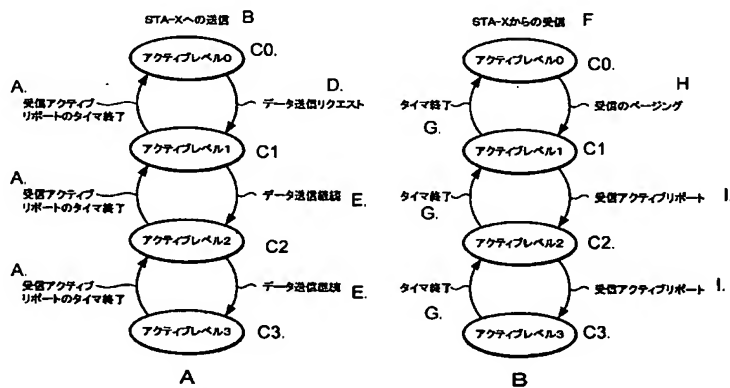 STA-Xへの送信 B
アクティブレベル0 C0.
A.
受信アクティブ
リポートのタイマ終了
D.
データ送信リクエスト
アクティブレベル1 C1
A.
受信アクティブ
リポートのタイマ終了
データ送信継続 E.
アクティブレベル2 C2
A.
受信アクティブ
リポートのタイマ終了
データ送信継続 E.
アクティブレベル3 C3.
A
STA-Xからの受信 F
アクティブレベル0 C0.
タイマ終了
G.
H
受信のページング
アクティブレベル1 C1
タイマ終了
G.
受信アクティブリポート I.
アクティブレベル2 C2.
タイマ終了
G.
受信アクティブリポート I.
アクティブレベル3 C3.
B